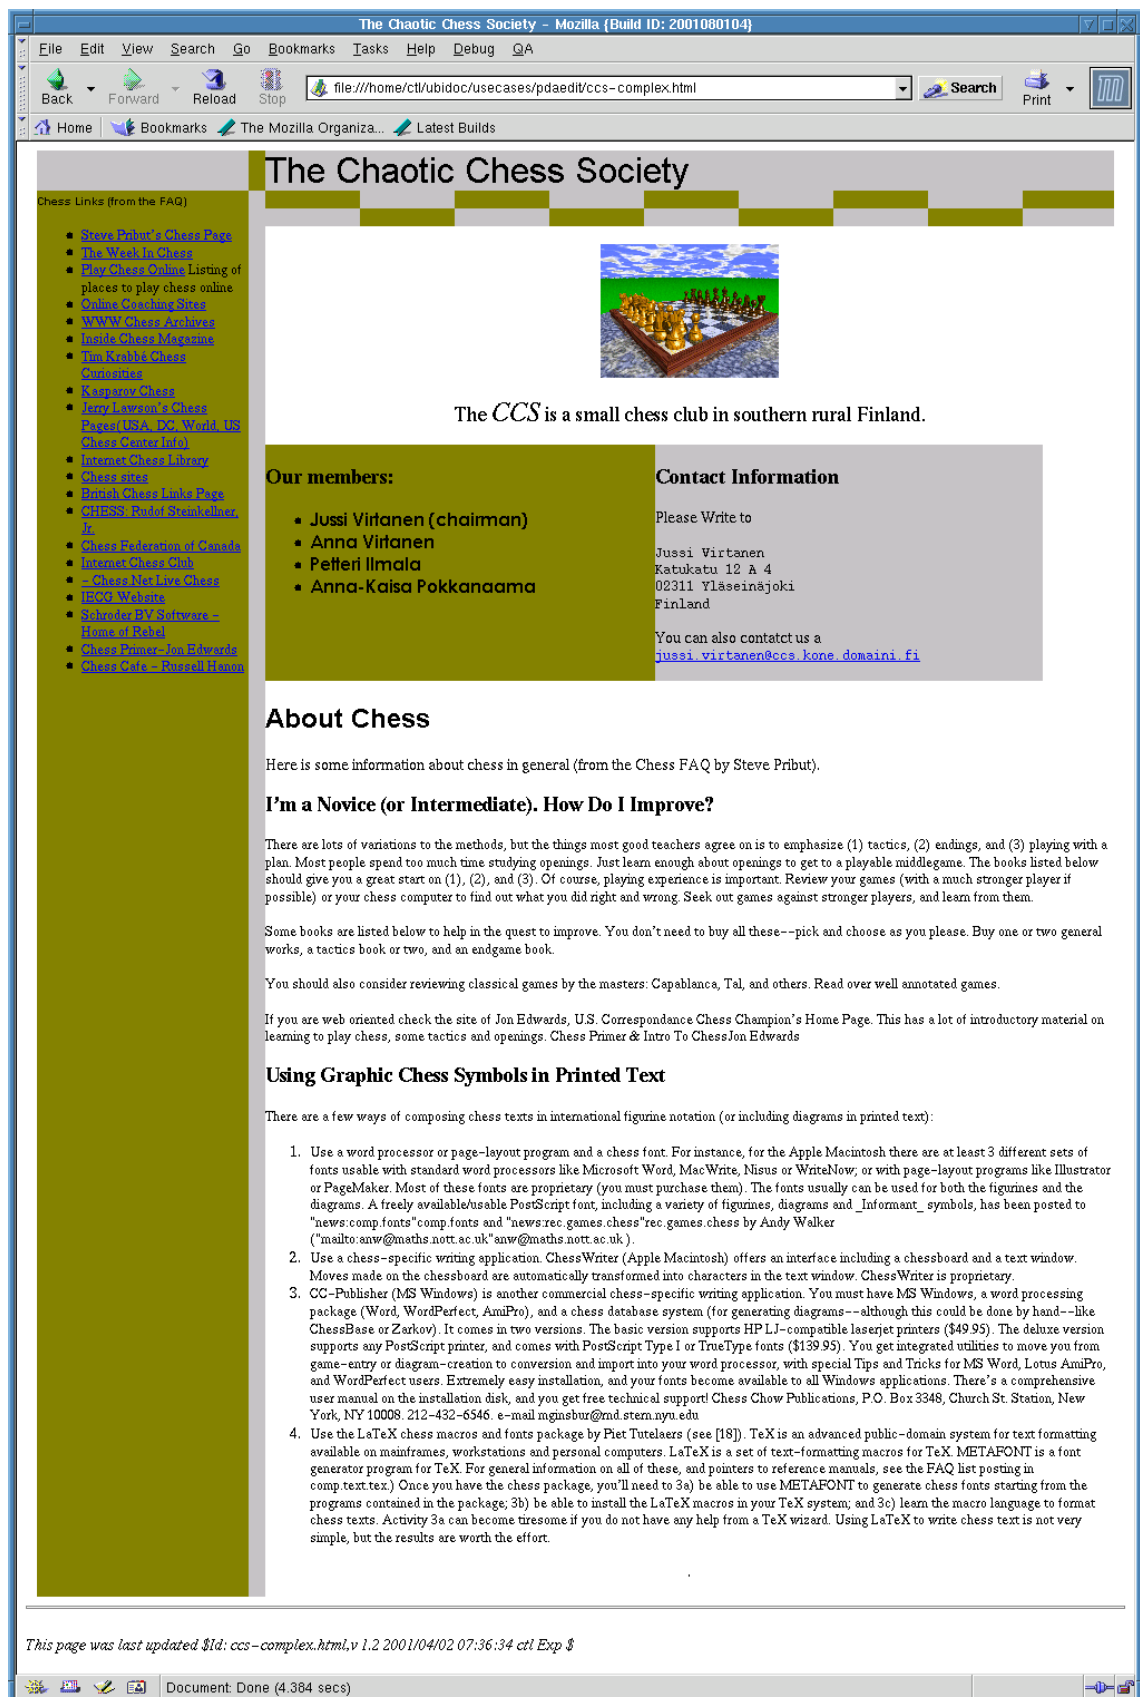 The Chaotic Chess Society - Mozilla {Build ID: 2001080104}
File Edit View Search Go Bookmarks Tasks Help Debug QA
Back Forward Reload Stop file:///home/ctl/ubidoc/usecases/pdaedit/ccs-complex.html Search Print
Home Bookmarks The Mozilla Organiza... Latest Builds
The Chaotic Chess Society
Chess Links (from the FAQ)
Steve Pribut's Chess Page
The Week In Chess
Play Chess Online Listing of
places to play chess online
Online Coaching Sites
WWW Chess Archives
Inside Chess Magazine
Tim Krabbé Chess
Curiosities
Kasparov Chess
Jerry Lawson's Chess
Pages(USA, DC, World, US
Chess Center Info)
Internet Chess Library
Chess sites
British Chess Links Page
CHESS: Rudof Steinkellner,
Jr.
Chess Federation of Canada
Internet Chess Club
- Chess.Net Live Chess
IECG Website
Schroder BV Software -
Home of Rebel
Chess Primer-Jon Edwards
Chess Cafe - Russell Hanon
The CCS is a small chess club in southern rural Finland.
Our members:
Jussi Virtanen (chairman)
Anna Virtanen
Petteri Ilmala
Anna-Kaisa Pokkanaama
Contact Information
Please Write to
Jussi Virtanen
Katukatu 12 A 4
02311 Yläseinäjoki
Finland
You can also contatct us a
jussi.virtanen@ccs.kone.domaini.fi
About Chess
Here is some information about chess in general (from the Chess FAQ by Steve Pribut).
I'm a Novice (or Intermediate). How Do I Improve?
There are lots of variations to the methods, but the things most good teachers agree on is to emphasize (1) tactics, (2) endings, and (3) playing with a
plan. Most people spend too much time studying openings. Just learn enough about openings to get to a playable middlegame. The books listed below
should give you a great start on (1), (2), and (3). Of course, playing experience is important. Review your games (with a much stronger player if
possible) or your chess computer to find out what you did right and wrong. Seek out games against stronger players, and learn from them.
Some books are listed below to help in the quest to improve. You don't need to buy all these--pick and choose as you please. Buy one or two general
works, a tactics book or two, and an endgame book.
You should also consider reviewing classical games by the masters: Capablanca, Tal, and others. Read over well annotated games.
If you are web oriented check the site of Jon Edwards, U.S. Correspondance Chess Champion's Home Page. This has a lot of introductory material on
learning to play chess, some tactics and openings. Chess Primer & Intro To ChessJon Edwards
Using Graphic Chess Symbols in Printed Text
There are a few ways of composing chess texts in international figurine notation (or including diagrams in printed text):
1. Use a word processor or page-layout program and a chess font. For instance, for the Apple Macintosh there are at least 3 different sets of
fonts usable with standard word processors like Microsoft Word, MacWrite, Nisus or WriteNow; or with page-layout programs like Illustrator
or PageMaker. Most of these fonts are proprietary (you must purchase them). The fonts usually can be used for both the figurines and the
diagrams. A freely available/usable PostScript font, including a variety of figurines, diagrams and _Informant_ symbols, has been posted to
"news:comp.fonts"comp.fonts and "news:rec.games.chess"rec.games.chess by Andy Walker
("mailto:anw@maths.nott.ac.uk"anw@maths.nott.ac.uk ).
2. Use a chess-specific writing application. ChessWriter (Apple Macintosh) offers an interface including a chessboard and a text window.
Moves made on the chessboard are automatically transformed into characters in the text window. ChessWriter is proprietary.
3. CC-Publisher (MS Windows) is another commercial chess-specific writing application. You must have MS Windows, a word processing
package (Word, WordPerfect, AmiPro), and a chess database system (for generating diagrams--although this could be done by hand--like
ChessBase or Zarkov). It comes in two versions. The basic version supports HP LJ-compatible laserjet printers ($49.95). The deluxe version
supports any PostScript printer, and comes with PostScript Type I or TrueType fonts ($139.95). You get integrated utilities to move you from
game-entry or diagram-creation to conversion and import into your word processor, with special Tips and Tricks for MS Word, Lotus AmiPro,
and WordPerfect users. Extremely easy installation, and your fonts become available to all Windows applications. There's a comprehensive
user manual on the installation disk, and you get free technical support! Chess Chow Publications, P.O. Box 3348, Church St. Station, New
York, NY 10008. 212-432-6546. e-mail mginsbur@rnd.stern.nyu.edu
4. Use the LaTeX chess macros and fonts package by Piet Tutelaers (see [18]). TeX is an advanced public-domain system for text formatting
available on mainframes, workstations and personal computers. LaTeX is a set of text-formatting macros for TeX. METAFONT is a font
generator program for TeX. For general information on all of these, and pointers to reference manuals, see the FAQ list posting in
comp.text.tex.) Once you have the chess package, you'll need to 3a) be able to use METAFONT to generate chess fonts starting from the
programs contained in the package; 3b) be able to install the LaTeX macros in your TeX system; and 3c) learn the macro language to format
chess texts. Activity 3a can become tiresome if you do not have any help from a TeX wizard. Using LaTeX to write chess text is not very
simple, but the results are worth the effort.
.
This page was last updated $Id: ccs-complex.html,v 1.2 2001/04/02 07:36:34 ctl Exp $
Document: Done (4.384 secs)